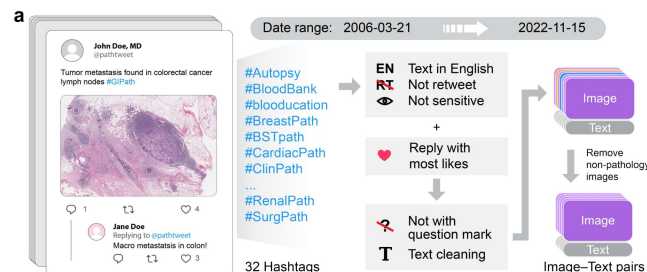 a
Date range: 2006-03-21 2022-11-15
John Doe, MD
@pathtweet
Tumor metastasis found in colorectal cancer
lymph nodes #GIPath
1
4
Jane Doe
Replying to @pathtweet
Macro metastatsis in colon!
3
#Autopsy
#BloodBank
#blooducation
#BreastPath
#BSTpath
#CardiacPath
#ClinPath
...
#RenalPath
#SurgPath
32 Hashtags
EN Text in English
RT Not retweet
Not sensitive
+
Reply with
most likes
? Not with
question mark
T Text cleaning
Image
Text
Remove
non-pathology
images
Image
Text
Image–Text pairs